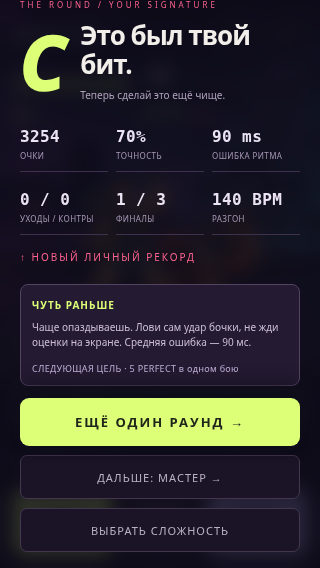 THE ROUND / YOUR SIGNATURE
C
Это был твой
бит.
Теперь сделай это ещё чище.
3254
70%
90 ms
ОЧКИ
ТОЧНОСТЬ
ОШИБКА РИТМА
0 / 0
1 / 3
140 BPM
УХОДЫ / КОНТРЫ
ФИНАЛЫ
РАЗГОН
↑ НОВЫЙ ЛИЧНЫЙ РЕКОРД
ЧУТЬ РАНЬШЕ
Чаще опаздываешь. Лови сам удар бочки, не жди
оценки на экране. Средняя ошибка — 90 мс.
СЛЕДУЮЩАЯ ЦЕЛЬ · 5 PERFECT в одном бою
ЕЩЁ ОДИН РАУНД →
ДАЛЬШЕ: МАСТЕР →
ВЫБРАТЬ СЛОЖНОСТЬ